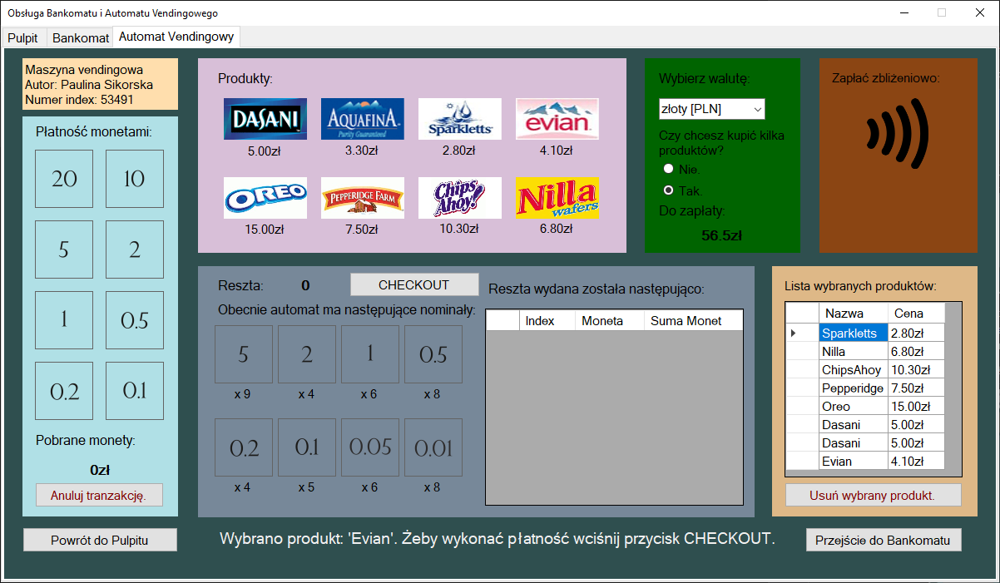 Obsługa Bankomatu i Automatu Vendingowego
Pulpit
Bankomat
Automat Vendingowy
Maszyna vendingowa
Autor: Paulina Sikorska
Numer index: 53491
Płatność monetami:
20
10
5
2
1
0.5
0.2
0.1
Pobrane monety:
0zł
Anuluj tranzakcję.
Powrót do Pulpitu
Produkty:
DASANI
AQUAFINA
Purity Guaranteed
Sparkletts
evian
5.00zł
3.30zł
2.80zł
4.10zł
OREO
PEPPERIDGE FARM
Chips Ahoy!
Nilla wafers
15.00zł
7.50zł
10.30zł
6.80zł
Wybierz walutę:
złoty [PLN]
Czy chcesz kupić kilka
produktów?
Nie.
Tak.
Do zapłaty:
56.5zł
Zapłać zbliżeniowo:
Reszta:
0
CHECKOUT
Obecnie automat ma następujące nominały:
5
2
1
0.5
x 9
x 4
x 6
x 8
0.2
0.1
0.05
0.01
x 4
x 5
x 6
x 8
Reszta wydana została następująco:
Index Moneta Suma Monet
Lista wybranych produktów:
Nazwa Cena
Sparkletts 2.80zł
Nilla 6.80zł
ChipsAhoy 10.30zł
Pepperidge 7.50zł
Oreo 15.00zł
Dasani 5.00zł
Dasani 5.00zł
Evian 4.10zł
Usuń wybrany produkt.
Wybrano produkt: 'Evian'. Żeby wykonać płatność wciśnij przycisk CHECKOUT.
Przejście do Bankomatu